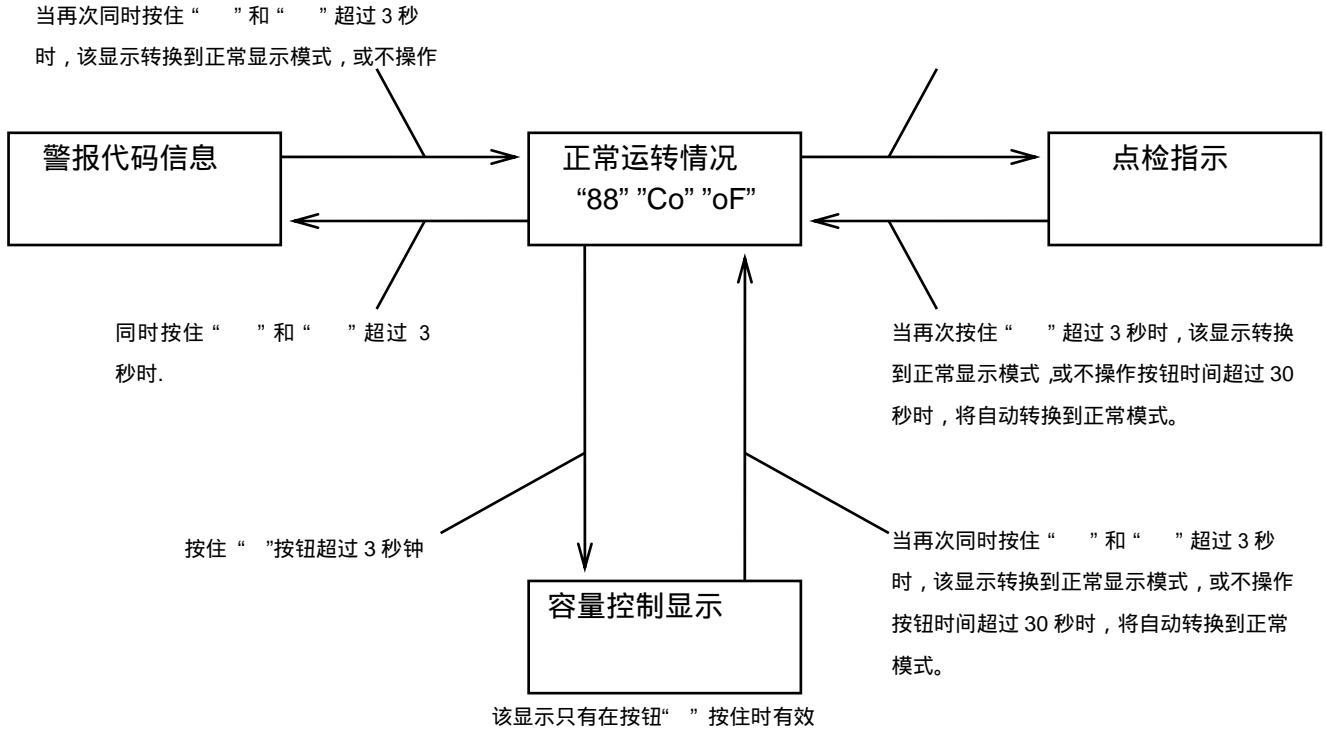 当再次同时按住 “ ” 和 “ ” 超过 3 秒
时，该显示转换到正常显示模式，或不操作
警报代码信息
正常运转情况
“88” ”Co” ”oF”
点检指示
同时按住 “ ” 和 “ ” 超过 3
秒时.
当再次按住 “ ” 超过 3 秒时，该显示转换
到正常显示模式，或不操作按钮时间超过 30
秒时，将自动转换到正常模式。
按住 “ ”按钮超过 3 秒钟
当再次同时按住 “ ” 和 “ ” 超过 3 秒
时，该显示转换到正常显示模式，或不操作
按钮时间超过 30 秒时，将自动转换到正常
模式。
容量控制显示
该显示只有在按钮“ ” 按住时有效